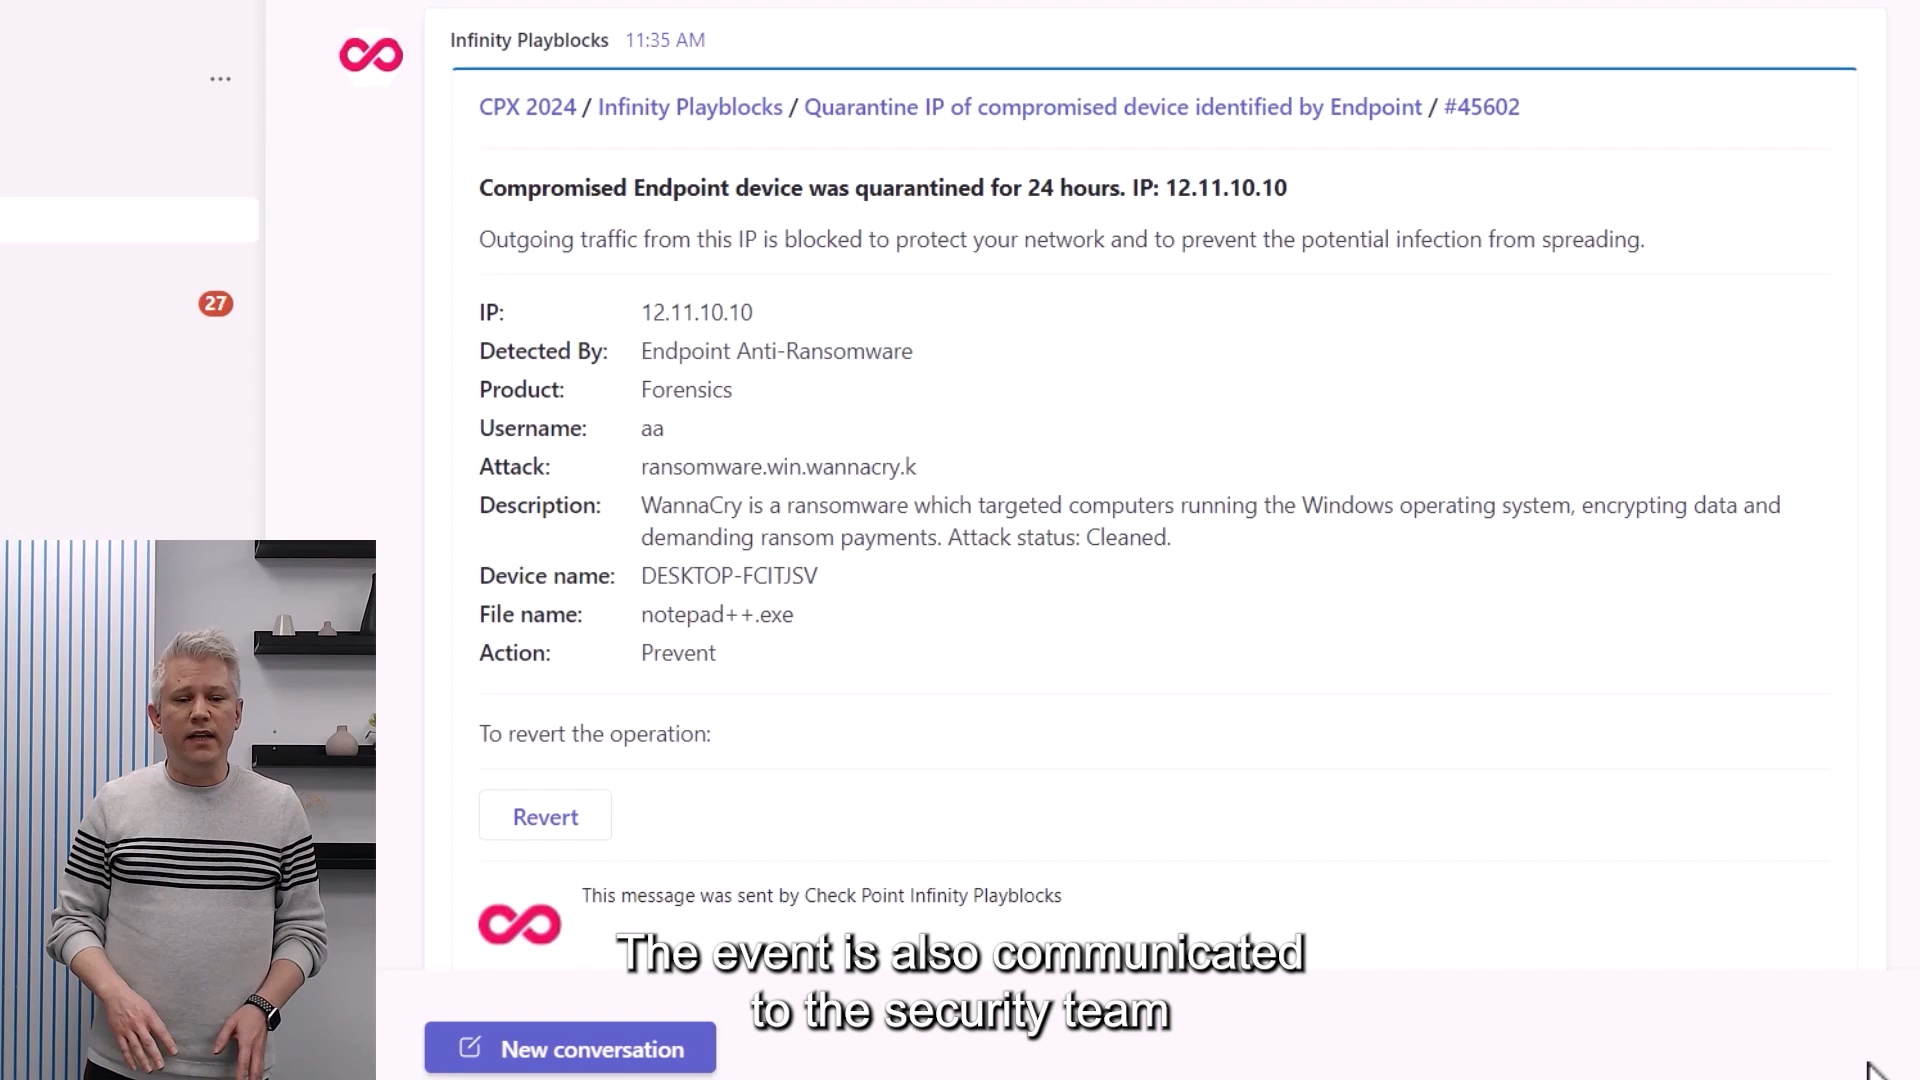 Infinity Playblocks 11:35 AM
CPX 2024 / Infinity Playblocks / Quarantine IP of compromised device identified by Endpoint / #45602
Compromised Endpoint device was quarantined for 24 hours. IP: 12.11.10.10
Outgoing traffic from this IP is blocked to protect your network and to prevent the potential infection from spreading.
27
IP: 12.11.10.10
Detected By: Endpoint Anti-Ransomware
Product: Forensics
Username: aa
Attack: ransomware.win.wannacry.k
Description: WannaCry is a ransomware which targeted computers running the Windows operating system, encrypting data and
demanding ransom payments. Attack status: Cleaned.
Device name: DESKTOP-FCITJSV
File name: notepad++.exe
Action: Prevent
To revert the operation:
Revert
This message was sent by Check Point Infinity Playblocks
The event is also communicated
to the security team
New conversation